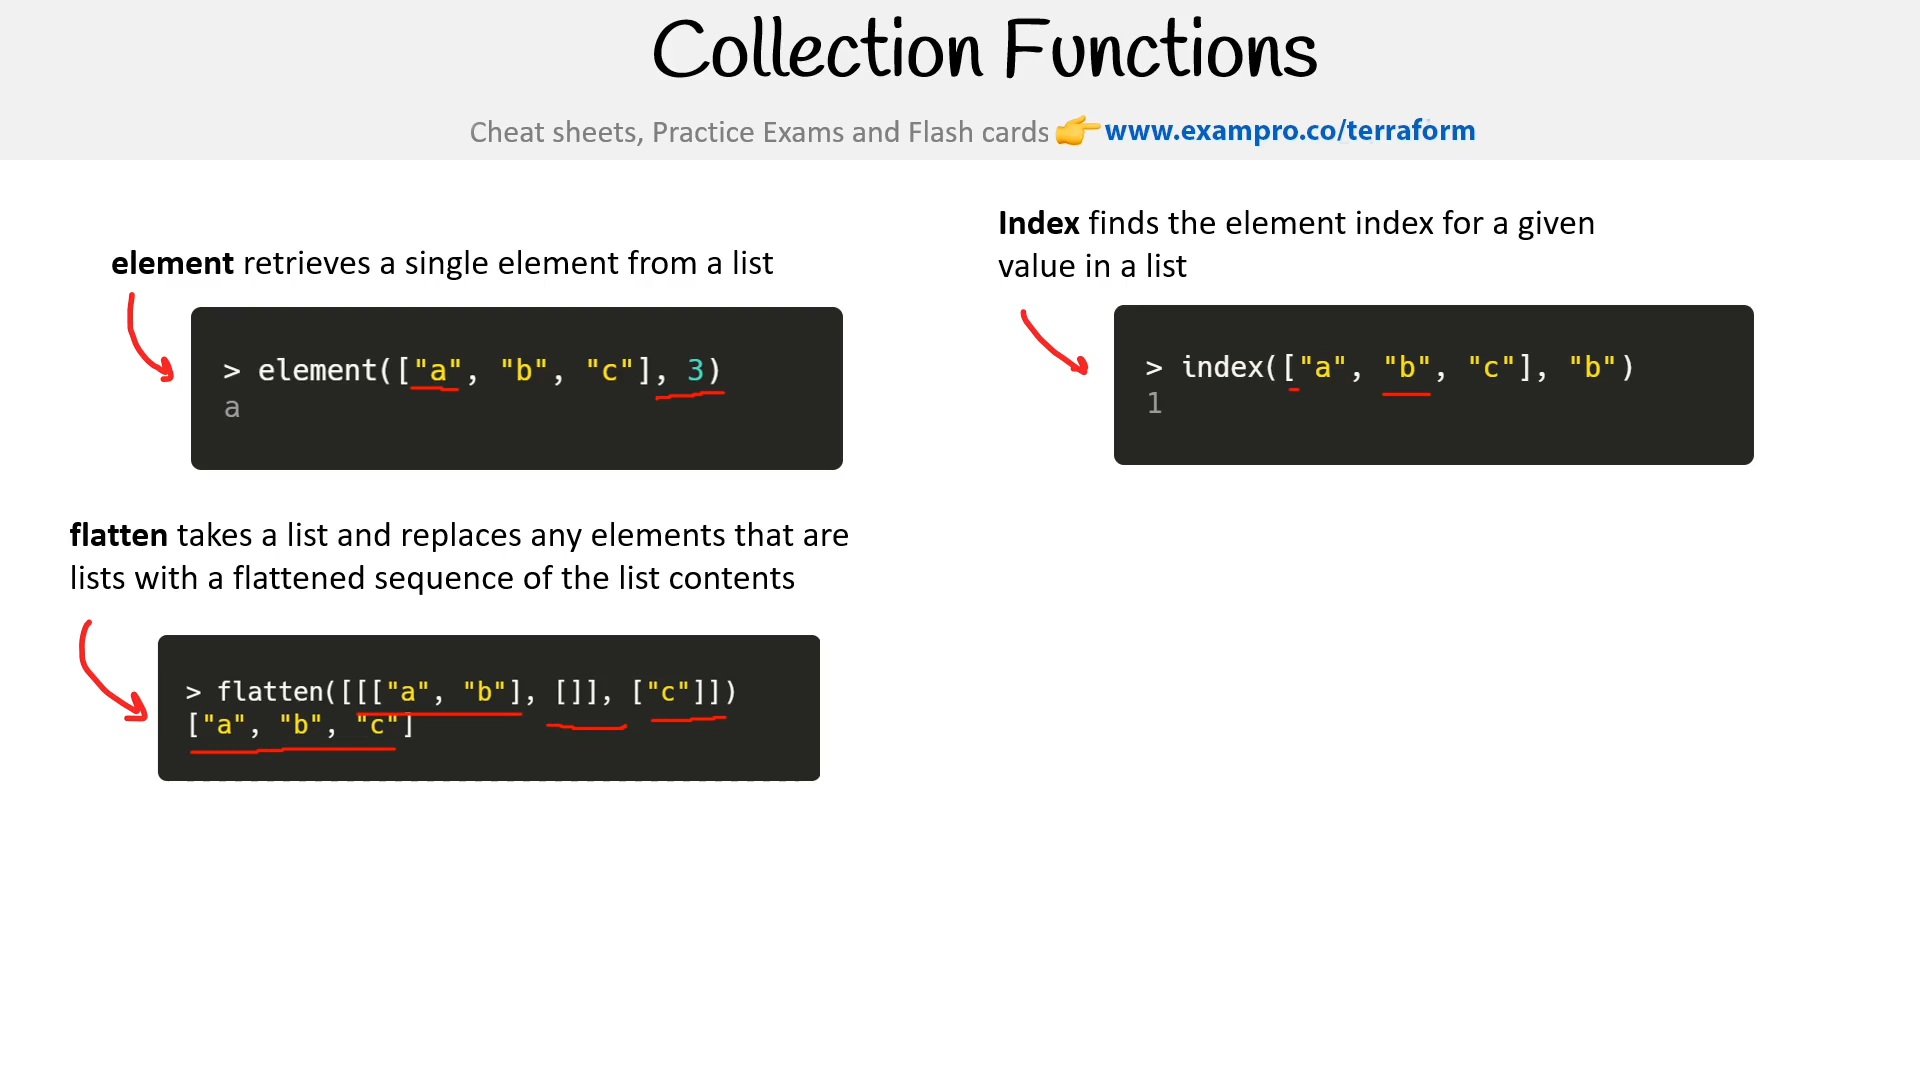 Collection Functions
Cheat sheets, Practice Exams and Flash cards 👉www.exampro.co/terraform
element retrieves a single element from a list
> element(["a", "b", "c"], 3)
a
Index finds the element index for a given
value in a list
> index(["a", "b", "c"], "b")
1
flatten takes a list and replaces any elements that are
lists with a flattened sequence of the list contents
> flatten([[["a", "b"], []], ["c"]])
["a", "b", "c"]